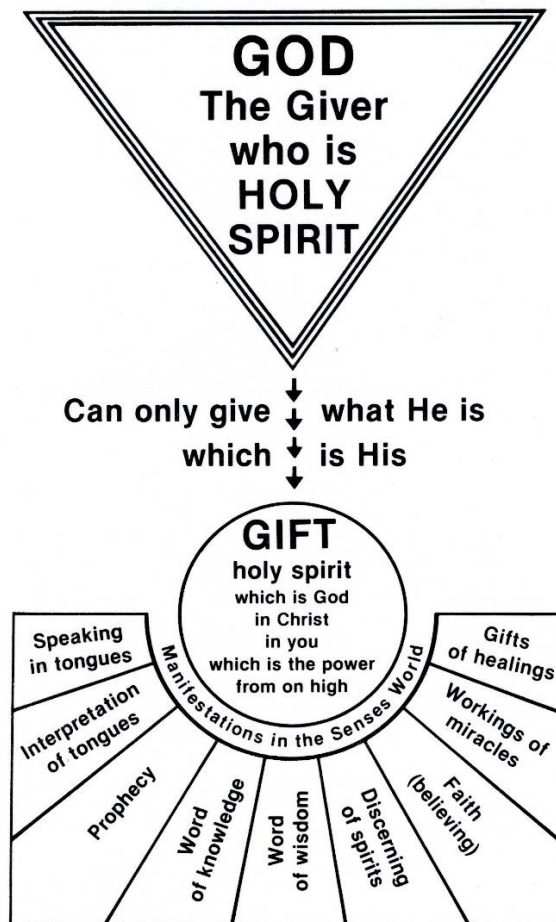 GOD
The Giver
who is
HOLY
SPIRIT
Can only give what He is
which is His
GIFT
holy spirit
which is God
in Christ
in you
which is the power
from on high
Manifestations in the Senses World
Speaking
in tongues
Interpretation
of tongues
Prophecy
Word
of knowledge
Word
of wisdom
Discerning
of spirits
Faith
(believing)
Workings of
miracles
Gifts
of healings